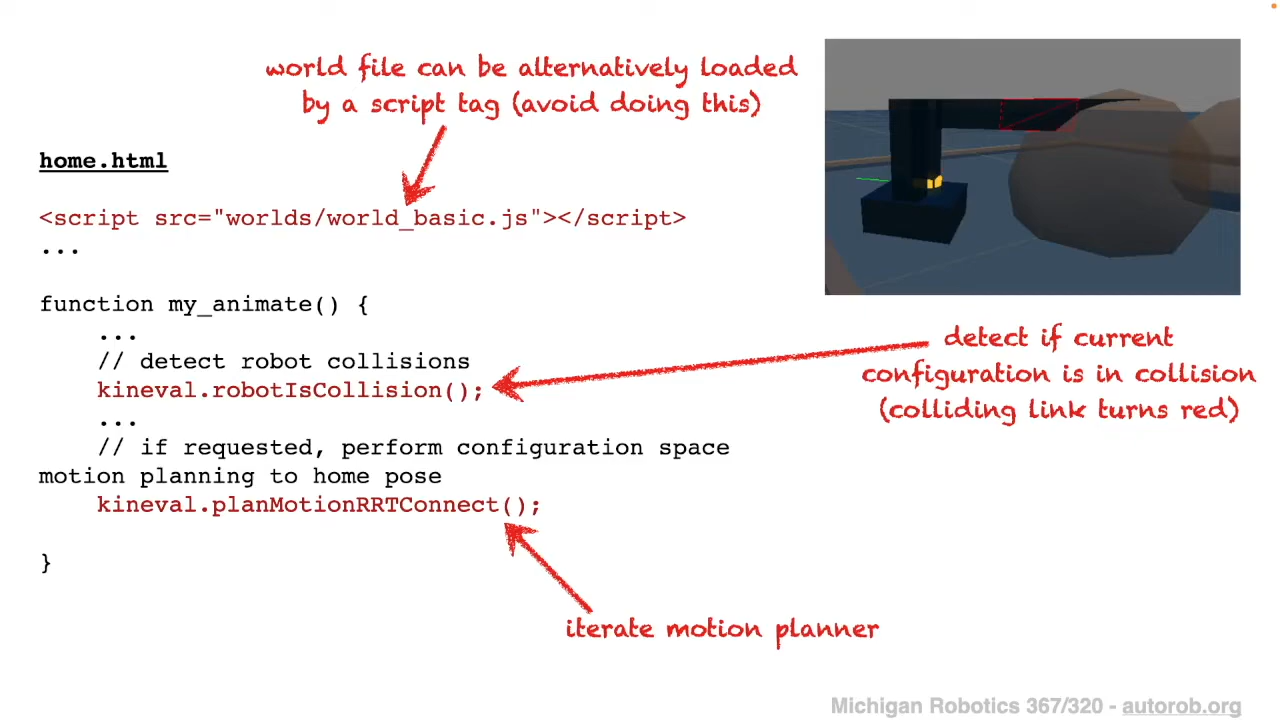 world file can be alternatively loaded
by a script tag (avoid doing this)
home.html
<script src="worlds/world_basic.js"></script>
...
function my_animate() {
...
// detect robot collisions
kineval.robotIsCollision();
...
// if requested, perform configuration space
motion planning to home pose
kineval.planMotionRRTConnect();
}
detect if current
configuration is in collision
(colliding link turns red)
iterate motion planner
Michigan Robotics 367/320 - autorob.org